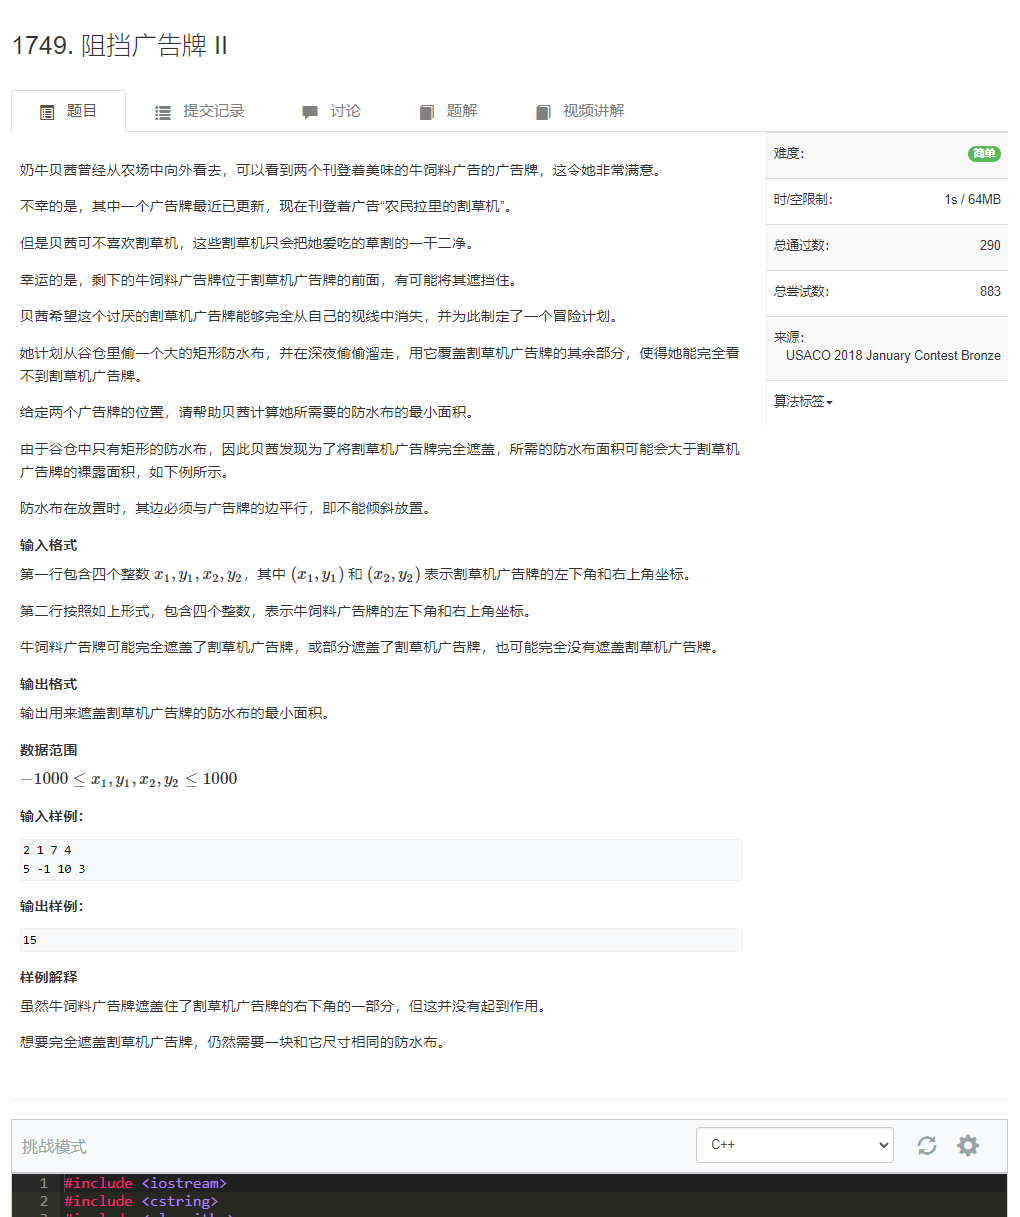 1749. 阻挡广告牌 II
题目 提交记录 讨论 题解 视频讲解
奶牛贝茜曾经从农场中向外看去，可以看到两个刊登着美味的牛饲料广告的广告牌，这令她非常满意。
不幸的是，其中一个广告牌最近已更新，现在刊登着广告“农民拉里的割草机”。
但是贝茜可不喜欢割草机，这些割草机只会把她爱吃的草割的一干二净。
幸运的是，剩下的牛饲料广告牌位于割草机广告牌的前面，有可能将其遮挡住。
贝茜希望这个讨厌的割草机广告牌能够完全从自己的视线中消失，并为此制定了一个冒险计划。
她计划从谷仓里偷一个大的矩形防水布，并在深夜偷偷溜走，用它覆盖割草机广告牌的其余部分，使得她能完全看
不到割草机广告牌。
给定两个广告牌的位置，请帮助贝茜计算她所需要的防水布的最小面积。
由于谷仓中只有矩形的防水布，因此贝茜发现为了将割草机广告牌完全遮盖，所需的防水布面积可能会大于割草机
广告牌的裸露面积，如下例所示。
防水布在放置时，其边必须与广告牌的边平行，即不能倾斜放置。
输入格式
第一行包含四个整数 x₁, y₁, x₂, y₂，其中 (x₁, y₁) 和 (x₂, y₂) 表示割草机广告牌的左下角和右上角坐标。
第二行按照如上形式，包含四个整数，表示牛饲料广告牌的左下角和右上角坐标。
牛饲料广告牌可能完全遮盖了割草机广告牌，或部分遮盖了割草机广告牌，也可能完全没有遮盖割草机广告牌。
输出格式
输出用来遮盖割草机广告牌的防水布的最小面积。
数据范围
−1000 ≤ x₁, y₁, x₂, y₂ ≤ 1000
输入样例：
2 1 7 4
5 -1 10 3
输出样例：
15
样例解释
虽然牛饲料广告牌遮盖住了割草机广告牌的右下角的一部分，但这并没有起到作用。
想要完全遮盖割草机广告牌，仍然需要一块和它尺寸相同的防水布。
难度： 简单
时/空限制： 1s / 64MB
总通过数： 290
总尝试数： 883
来源：
USACO 2018 January Contest Bronze
算法标签
挑战模式 C++
1 #include <iostream>
2 #include <cstring>